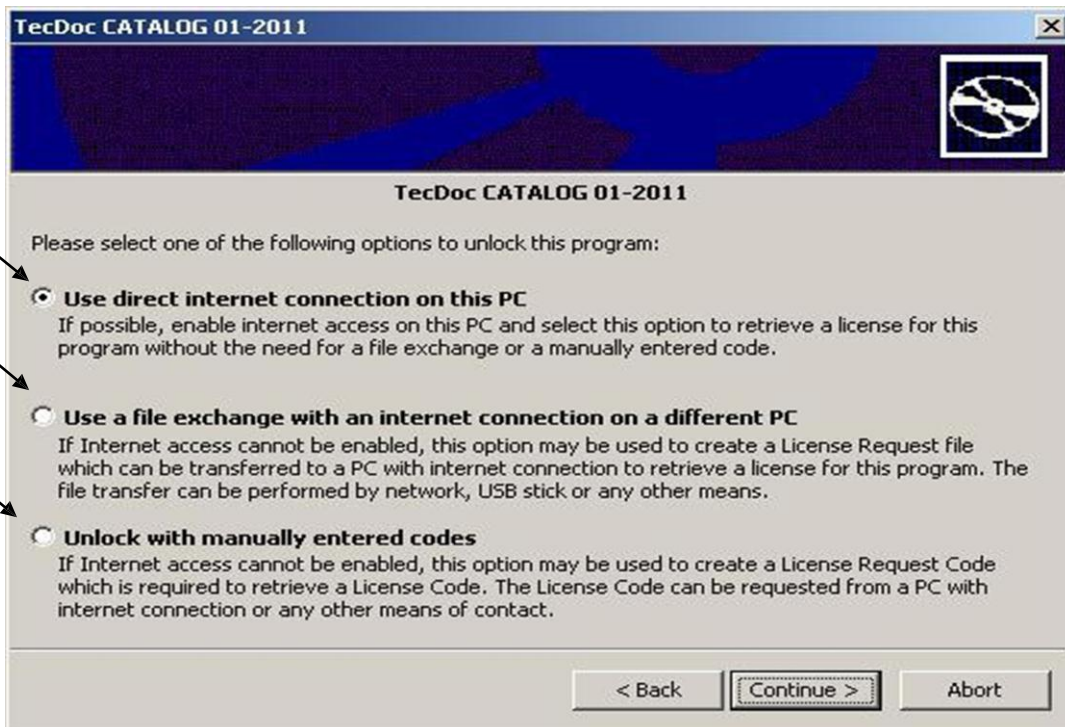 TecDoc CATALOG 01-2011
TecDoc CATALOG 01-2011
Please select one of the following options to unlock this program:
Use direct internet connection on this PC
If possible, enable internet access on this PC and select this option to retrieve a license for this
program without the need for a file exchange or a manually entered code.
Use a file exchange with an internet connection on a different PC
If Internet access cannot be enabled, this option may be used to create a License Request file
which can be transferred to a PC with internet connection to retrieve a license for this program. The
file transfer can be performed by network, USB stick or any other means.
Unlock with manually entered codes
If Internet access cannot be enabled, this option may be used to create a License Request Code
which is required to retrieve a License Code. The License Code can be requested from a PC with
internet connection or any other means of contact.
< Back Continue > Abort